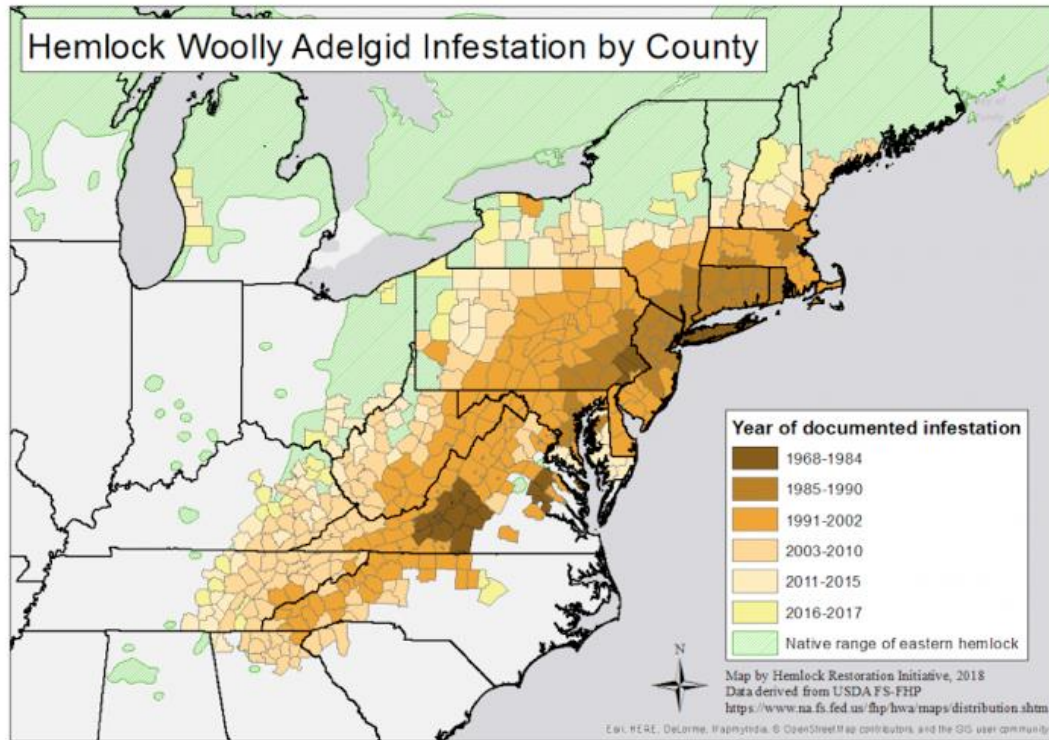 Hemlock Woolly Adelgid Infestation by County
Year of documented infestation
1968-1984
1985-1990
1991-2002
2003-2010
2011-2015
2016-2017
Native range of eastern hemlock
Map by Hemlock Restoration Initiative, 2018
Data derived from USDA FS-FHP
https://www.na.fs.fed.us/fhp/hwa/maps/distribution.shtm
Esri, HERE, DeLorme, MapmyIndia, © OpenStreetMap contributors, and the GIS user community